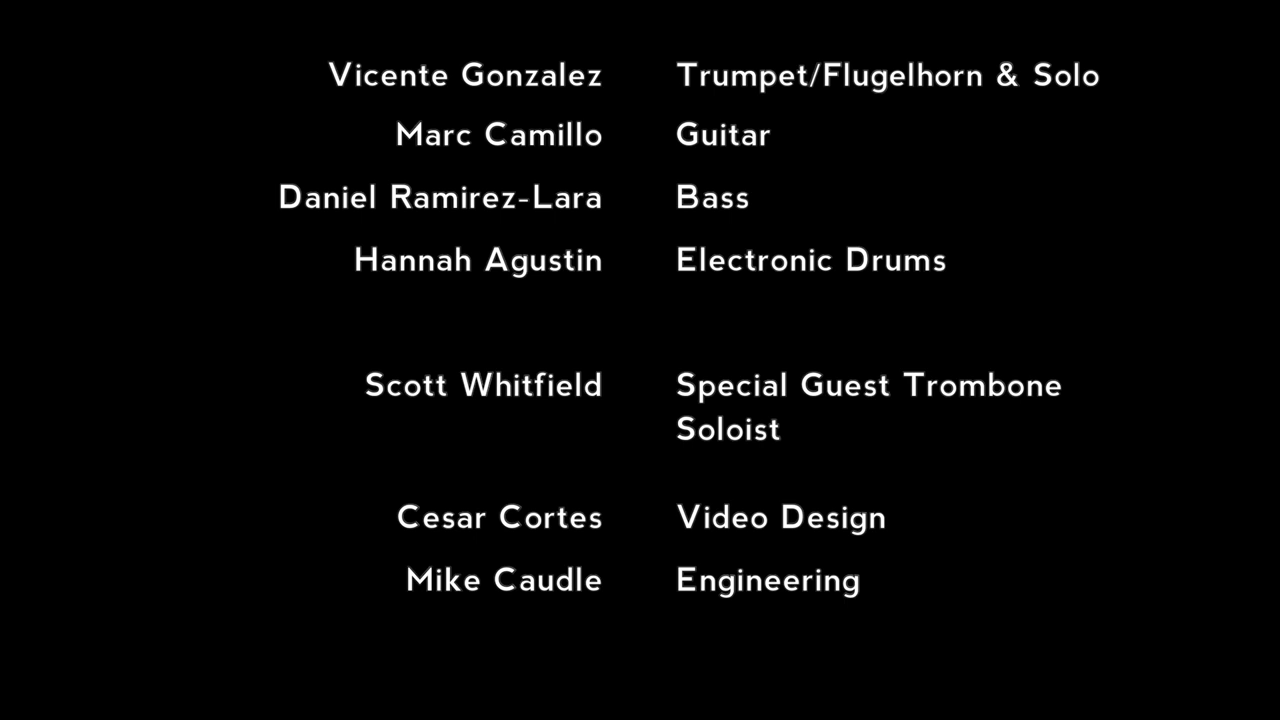 Vicente Gonzalez Trumpet/Flugelhorn & Solo
Marc Camillo Guitar
Daniel Ramirez-Lara Bass
Hannah Agustin Electronic Drums
Scott Whitfield Special Guest Trombone
Soloist
Cesar Cortes Video Design
Mike Caudle Engineering